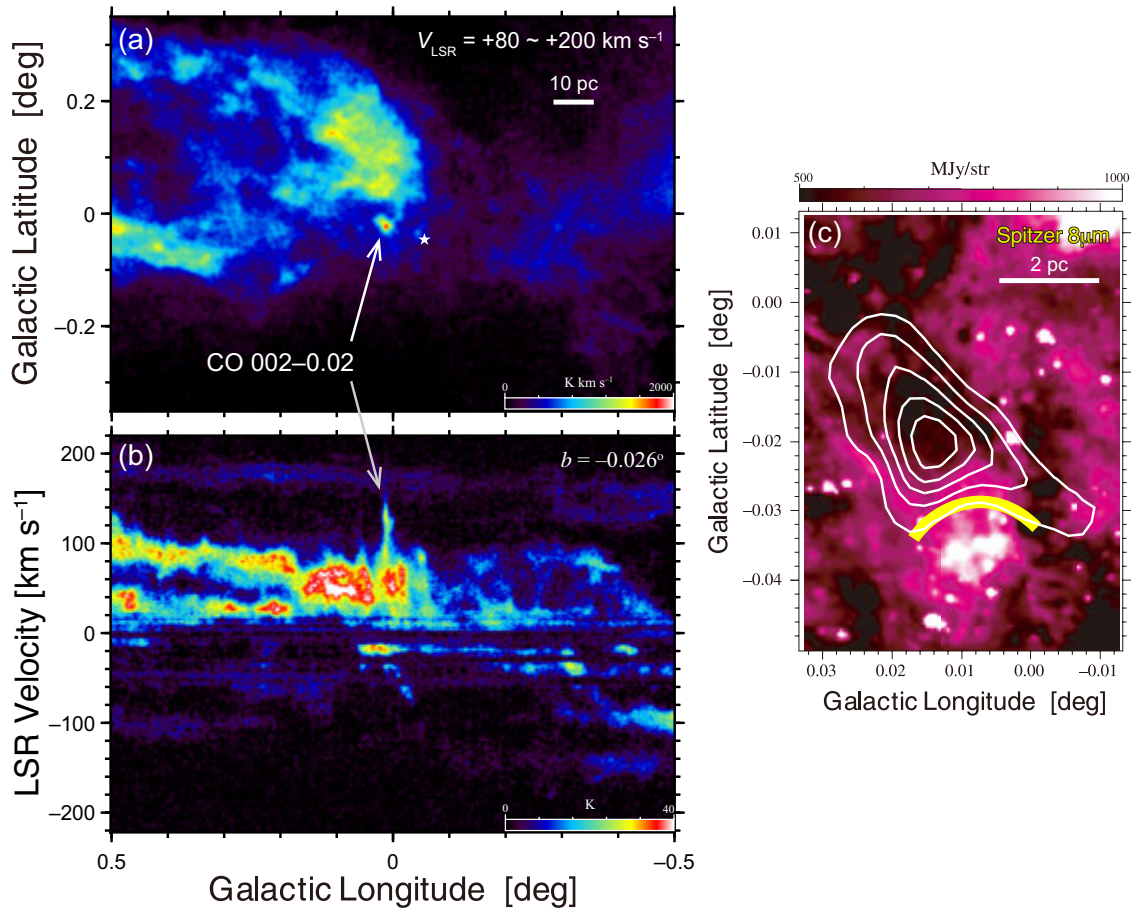 (a)
V_LSR = +80 ~ +200 km s⁻¹
10 pc
Galactic Latitude [deg]
0.2
0
−0.2
CO 002–0.02
0 K km s⁻¹ 2000
(b)
b = −0.026°
LSR Velocity [km s⁻¹]
200
100
0
−100
−200
0 K 40
0.5 0 −0.5
Galactic Longitude [deg]
MJy/str
500 1000
(c)
Spitzer 8μm
2 pc
Galactic Latitude [deg]
0.01
0.00
−0.01
−0.02
−0.03
−0.04
0.03 0.02 0.01 0.00 −0.01
Galactic Longitude [deg]